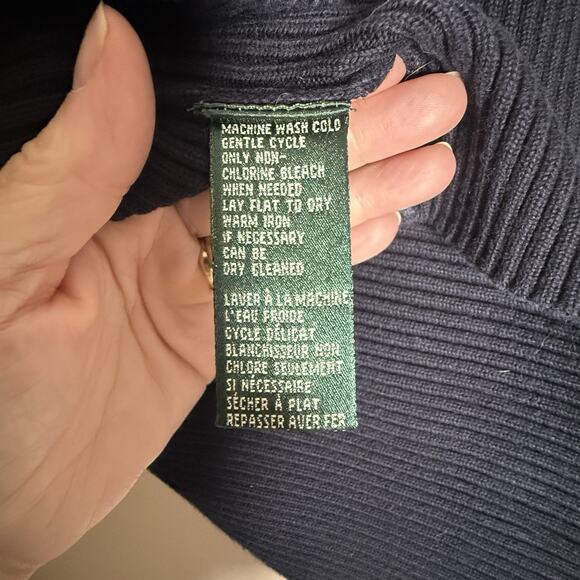 MACHINE WASH COLD
GENTLE CYCLE
ONLY NON-
CHLORINE BLEACH
WHEN NEEDED
LAY FLAT TO DRY
WARM IRON
IF NECESSARY
CAN BE
DRY CLEANED
LAVER À LA MACHINE
L'EAU FROIDE
CYCLE DÉLICAT
BLANCHISSEUR NON
CHLORE SEULEMENT
SI NÉCESSAIRE
SÉCHER À PLAT
REPASSER AVER FER